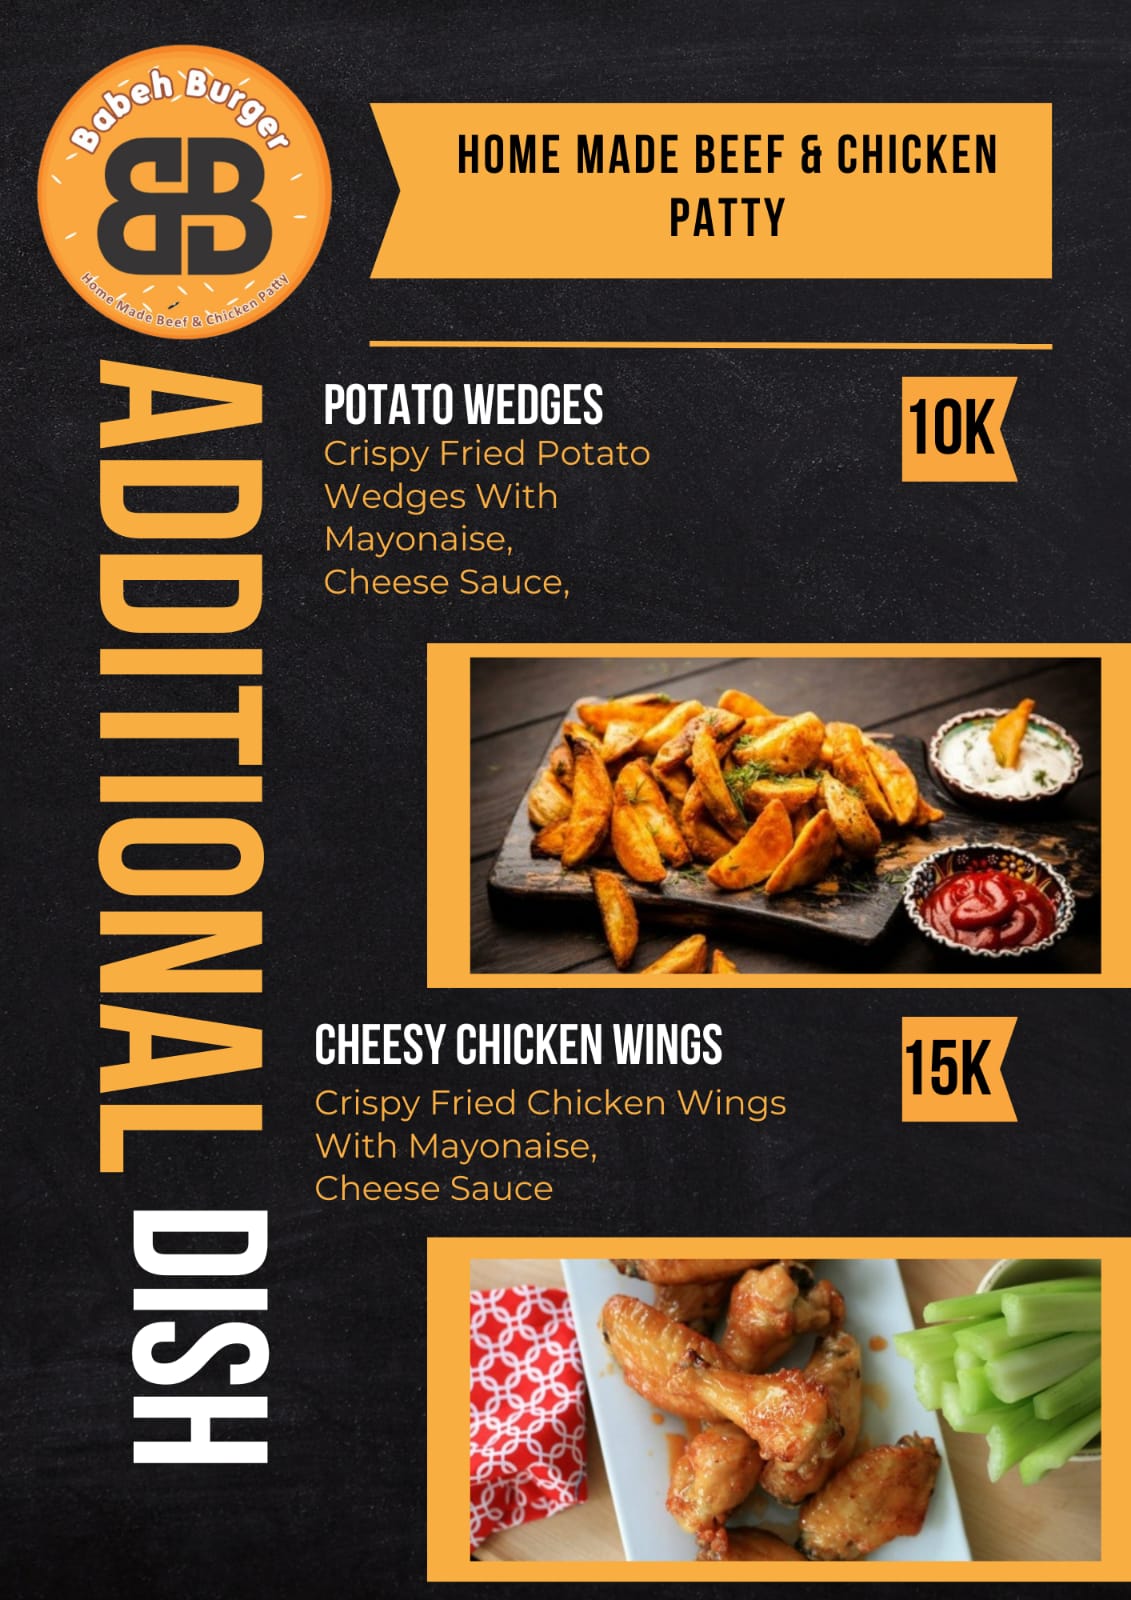 Babeh Burger
BB
Home Made Beef & Chicken Patty
HOME MADE BEEF & CHICKEN
PATTY
ADDITIONAL DISH
POTATO WEDGES
10K
Crispy Fried Potato
Wedges With
Mayonaise,
Cheese Sauce,
CHEESY CHICKEN WINGS
15K
Crispy Fried Chicken Wings
With Mayonaise,
Cheese Sauce